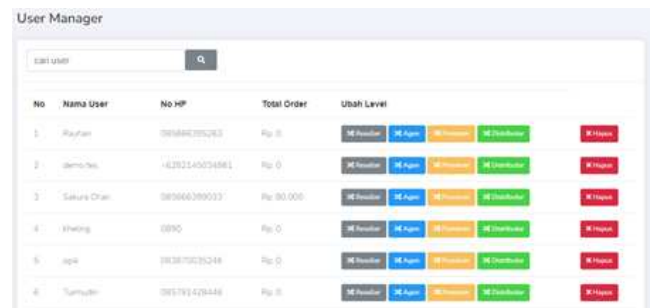 User Manager
cari user
No Nama User No HP Total Order Ubah Level
1 Rayhan Rp. 0 Reseller Agen Premium Distributor Hapus
2 demo tes Rp. 0 Reseller Agen Premium Distributor Hapus
3 Sakura Chan Rp. 80.000 Reseller Agen Premium Distributor Hapus
4 0895 Rp. 0 Reseller Agen Premium Distributor Hapus
5 opik Rp. 0 Reseller Agen Premium Distributor Hapus
6 Rp. 0 Reseller Agen Premium Distributor Hapus